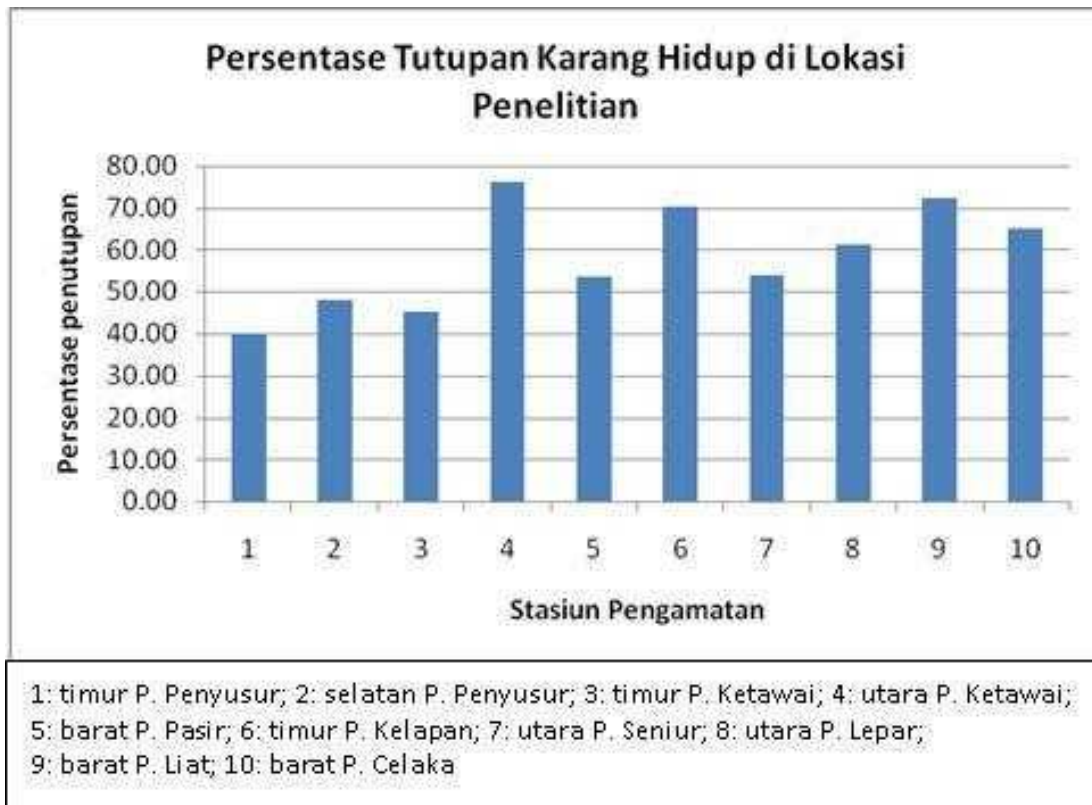 Persentase Tutupan Karang Hidup di Lokasi
Penelitian
Persentase penutupan
80.00
70.00
60.00
50.00
40.00
30.00
20.00
10.00
0.00
1 2 3 4 5 6 7 8 9 10
Stasiun Pengamatan
1: timur P. Penyusur; 2: selatan P. Penyusur; 3: timur P. Ketawai; 4: utara P. Ketawai;
5: barat P. Pasir; 6: timur P. Kelapan; 7: utara P. Seniur; 8: utara P. Lepar;
9: barat P. Liat; 10: barat P. Celaka